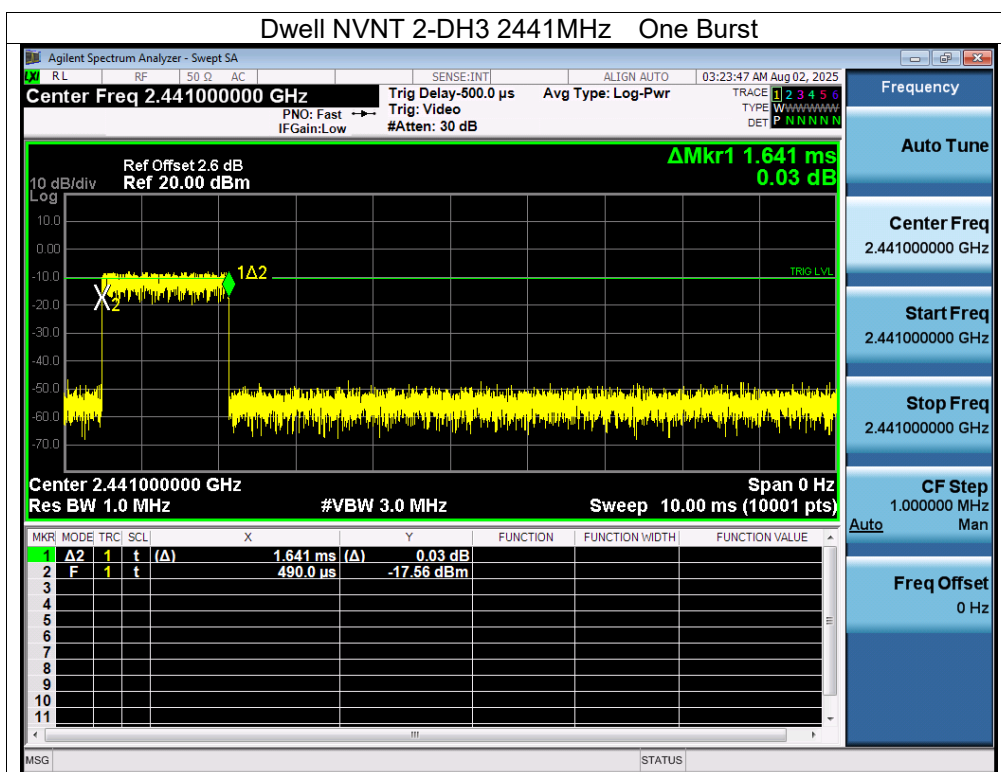 Dwell NVNT 2-DH3 2441MHz One Burst
Agilent Spectrum Analyzer - Swept SA
LXI RL RF 50 Ω AC SENSE:INT ALIGN AUTO 03:23:47 AM Aug 02, 2025
Center Freq 2.441000000 GHz Trig Delay-500.0 µs Avg Type: Log-Pwr TRACE 1 2 3 4 5 6
PNO: Fast Trig: Video TYPE WWWWWW
IFGain:Low #Atten: 30 dB DET P N N N N N
ΔMkr1 1.641 ms
0.03 dB
Ref Offset 2.6 dB
10 dB/div Ref 20.00 dBm
Log
10.0
0.00
-10.0
-20.0
-30.0
-40.0
-50.0
-60.0
-70.0
1Δ2
2
TRIG LVL
Center 2.441000000 GHz Span 0 Hz
Res BW 1.0 MHz #VBW 3.0 MHz Sweep 10.00 ms (10001 pts)
MKR MODE TRC SCL X Y FUNCTION FUNCTION WIDTH FUNCTION VALUE
1 Δ2 1 t (Δ) 1.641 ms (Δ) 0.03 dB
2 F 1 t 490.0 µs -17.56 dBm
3
4
5
6
7
8
9
10
11
MSG STATUS
Frequency
Auto Tune
Center Freq
2.441000000 GHz
Start Freq
2.441000000 GHz
Stop Freq
2.441000000 GHz
CF Step
1.000000 MHz
Auto Man
Freq Offset
0 Hz